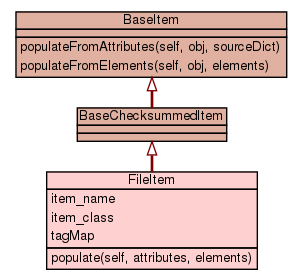 BaseItem
populateFromAttributes(self, obj, sourceDict)
populateFromElements(self, obj, elements)
BaseChecksummedItem
FileItem
item_name
item_class
tagMap
populate(self, attributes, elements)